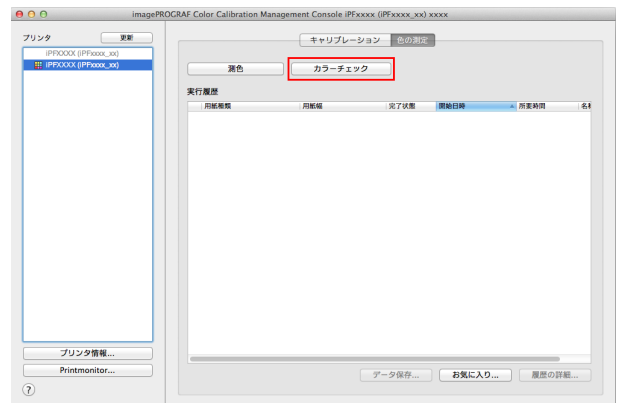 imagePROGRAF Color Calibration Management Console iPFxxxx (iPFxxxx_xx) xxxx
プリンタ 更新
iPFXXXX (iPFxxxx_xx)
iPFXXXX (iPFxxxx_xx)
キャリブレーション 色の測定
測色 カラーチェック
実行履歴
用紙種類 用紙幅 完了状態 開始日時 所要時間 名称
プリンタ情報...
Printmonitor...
データ保存... お気に入り... 履歴の詳細...
?